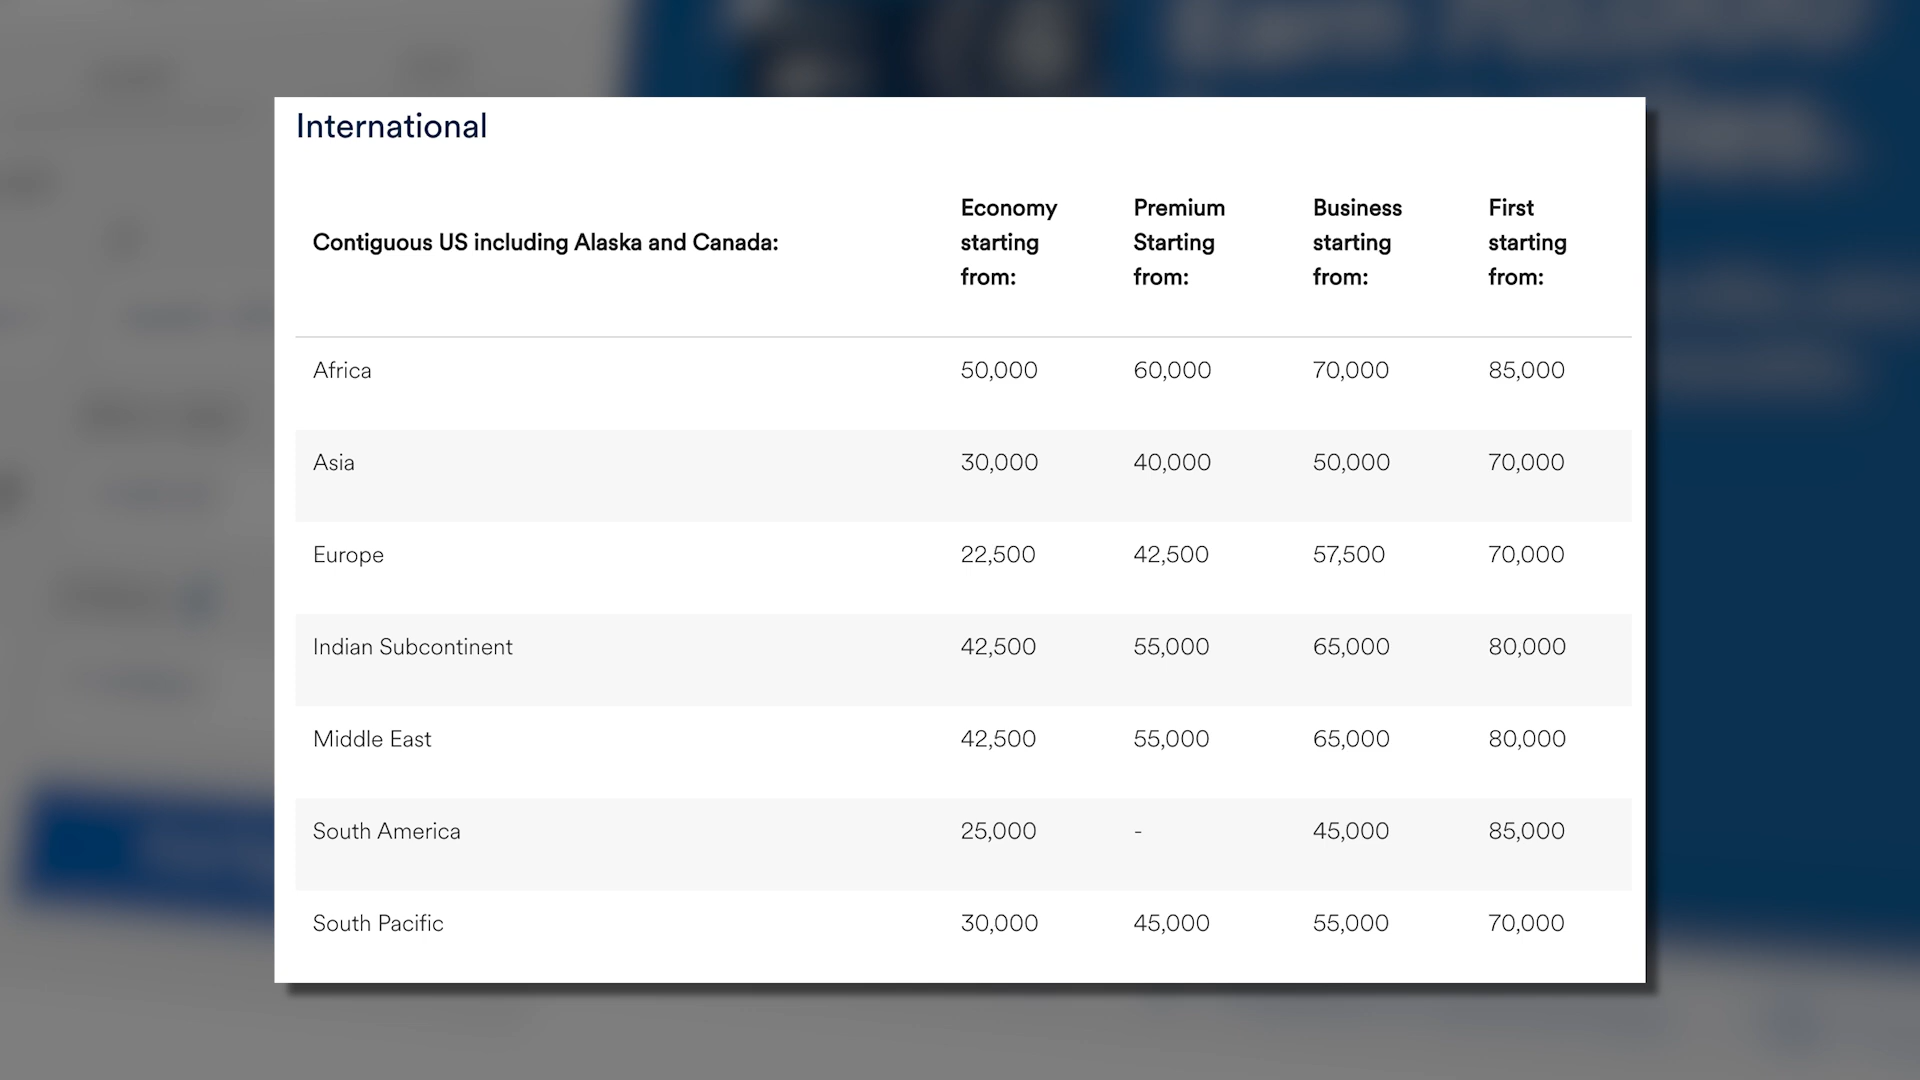 International
Contiguous US including Alaska and Canada:
Economy starting from:
Premium Starting from:
Business starting from:
First starting from:
Africa 50,000 60,000 70,000 85,000
Asia 30,000 40,000 50,000 70,000
Europe 22,500 42,500 57,500 70,000
Indian Subcontinent 42,500 55,000 65,000 80,000
Middle East 42,500 55,000 65,000 80,000
South America 25,000 - 45,000 85,000
South Pacific 30,000 45,000 55,000 70,000